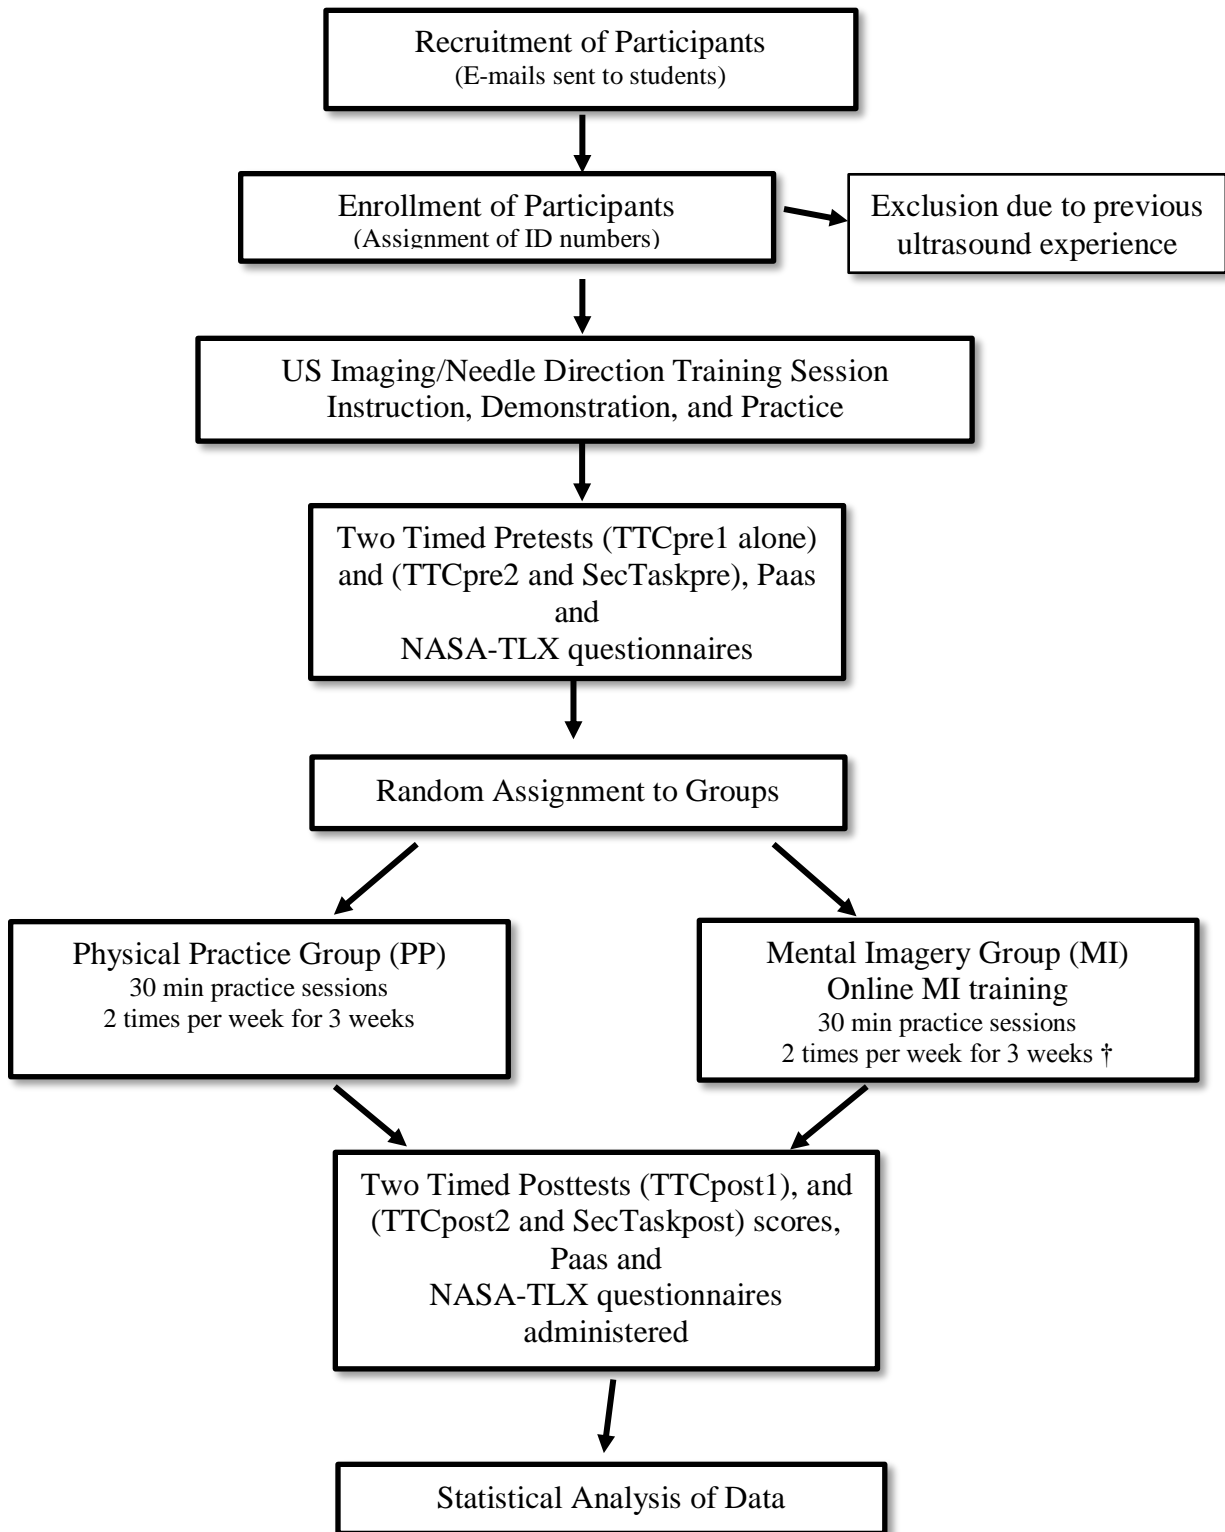 Recruitment of Participants
(E-mails sent to students)
Enrollment of Participants
(Assignment of ID numbers)
Exclusion due to previous
ultrasound experience
US Imaging/Needle Direction Training Session
Instruction, Demonstration, and Practice
Two Timed Pretests (TTCpre1 alone)
and (TTCpre2 and SecTaskpre), Paas
and
NASA-TLX questionnaires
Random Assignment to Groups
Physical Practice Group (PP)
30 min practice sessions
2 times per week for 3 weeks
Mental Imagery Group (MI)
Online MI training
30 min practice sessions
2 times per week for 3 weeks †
Two Timed Posttests (TTCpost1), and
(TTCpost2 and SecTaskpost) scores,
Paas and
NASA-TLX questionnaires
administered
Statistical Analysis of Data